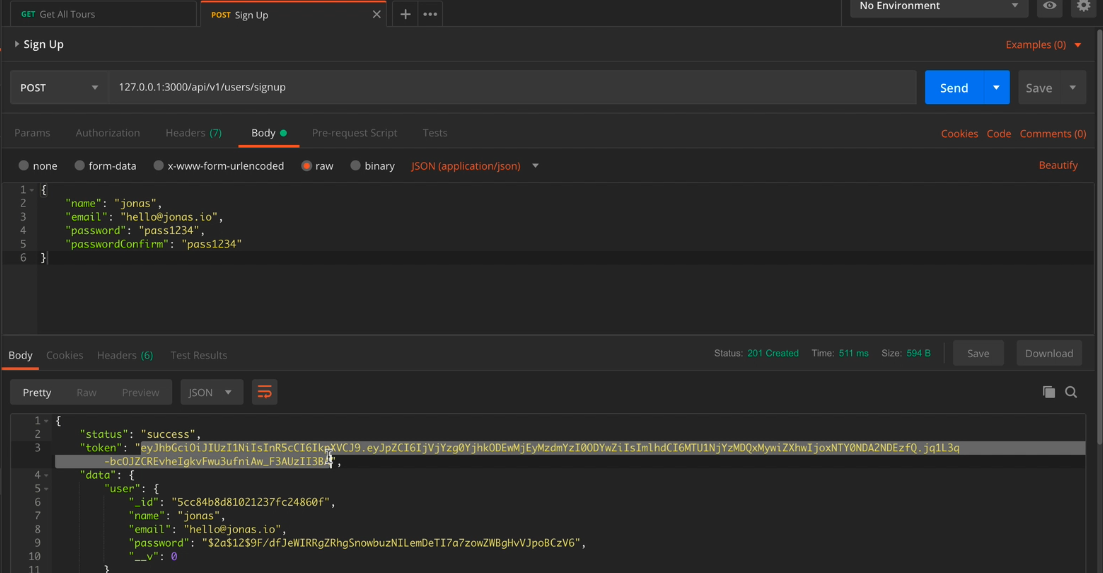 GET Get All Tours
POST Sign Up
No Environment
Sign Up
Examples (0)
POST
127.0.0.1:3000/api/v1/users/signup
Send
Save
Params
Authorization
Headers (7)
Body
Pre-request Script
Tests
Cookies Code Comments (0)
none
form-data
x-www-form-urlencoded
raw
binary
JSON (application/json)
Beautify
1 {
2 "name": "jonas",
3 "email": "hello@jonas.io",
4 "password": "pass1234",
5 "passwordConfirm": "pass1234"
6 }
Body
Cookies
Headers (6)
Test Results
Status: 201 Created Time: 511 ms Size: 594 B
Save
Download
Pretty
Raw
Preview
JSON
1 {
2 "status": "success",
3 "token": "
4 "data": {
5 "user": {
6 "_id": "5cc84b8d81021237fc24860f",
7 "name": "jonas",
8 "email": "hello@jonas.io",
9 "password": "$2a$12$9F/dfJeWIRRgZRhgSnowbuzNILemDeTI7a7zowZWBgHvVJpoBCzV6",
10 "__v": 0
11 }